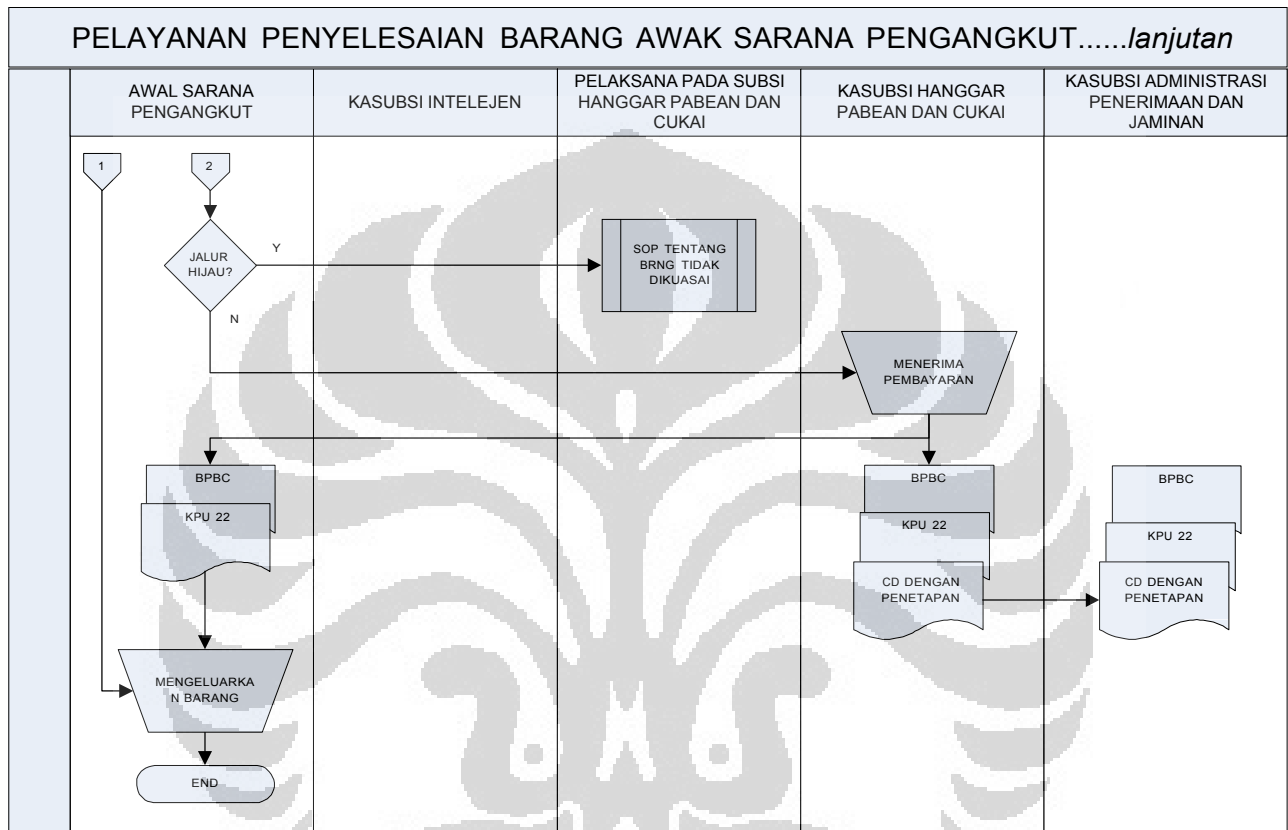 PELAYANAN PENYELESAIAN BARANG AWAK SARANA PENGANGKUT......lanjutan
AWAL SARANA
PENGANGKUT
KASUBSI INTELEJEN
PELAKSANA PADA SUBSI
HANGGAR PABEAN DAN
CUKAI
KASUBSI HANGGAR
PABEAN DAN CUKAI
KASUBSI ADMINISTRASI
PENERIMAAN DAN
JAMINAN
1
2
JALUR
HIJAU?
Y
N
SOP TENTANG
BRNG TIDAK
DIKUASAI
MENERIMA
PEMBAYARAN
BPBC
KPU 22
BPBC
KPU 22
CD DENGAN
PENETAPAN
BPBC
KPU 22
CD DENGAN
PENETAPAN
MENGELUARKA
N BARANG
END